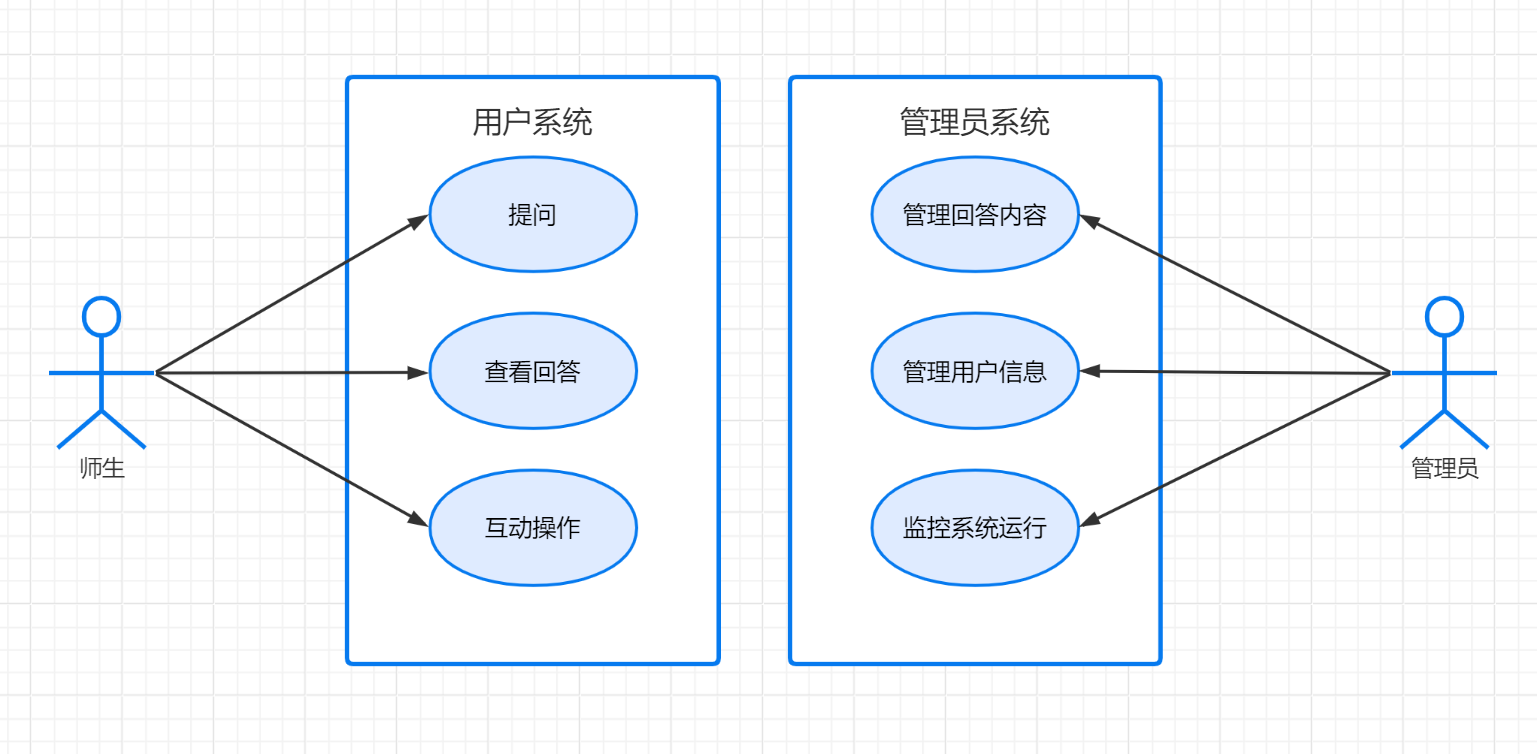 用户系统
提问
查看回答
互动操作
师生
管理员系统
管理回答内容
管理用户信息
监控系统运行
管理员